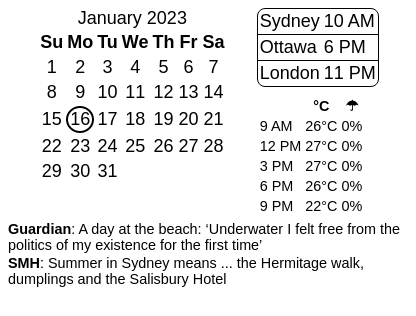 January 2023
Su Mo Tu We Th Fr Sa
1 2 3 4 5 6 7
8 9 10 11 12 13 14
15 16 17 18 19 20 21
22 23 24 25 26 27 28
29 30 31
Sydney 10 AM
Ottawa 6 PM
London 11 PM
°C ☂
9 AM 26°C 0%
12 PM 27°C 0%
3 PM 27°C 0%
6 PM 26°C 0%
9 PM 22°C 0%
Guardian: A day at the beach: ‘Underwater I felt free from the
politics of my existence for the first time’
SMH: Summer in Sydney means ... the Hermitage walk,
dumplings and the Salisbury Hotel